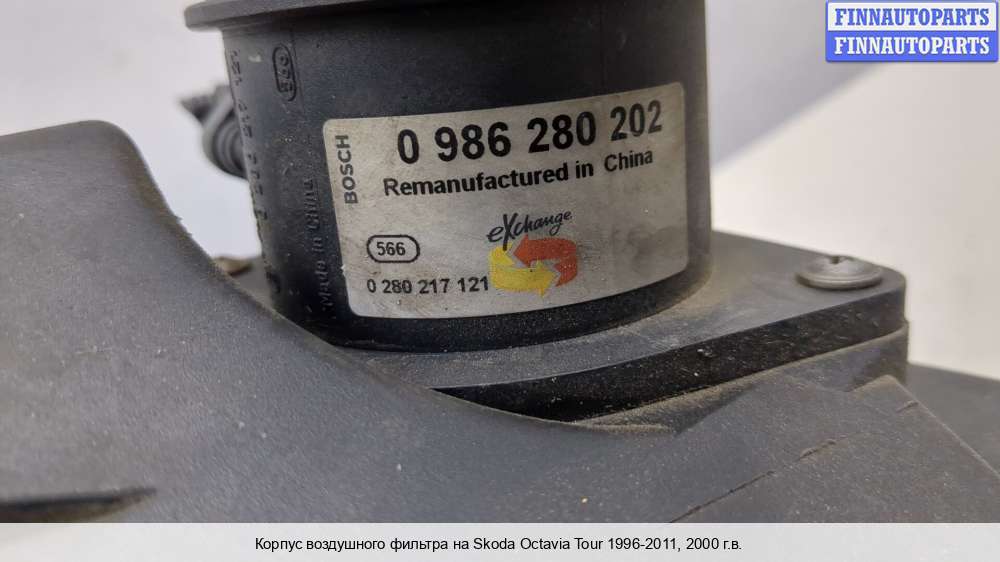 FINNAUTOPARTS
FINNAUTOPARTS
BOSCH
0 986 280 202
Remanufactured in China
eXchange
566
0 280 217 121
Made in China
Корпус воздушного фильтра на Skoda Octavia Tour 1996-2011, 2000 г.в.